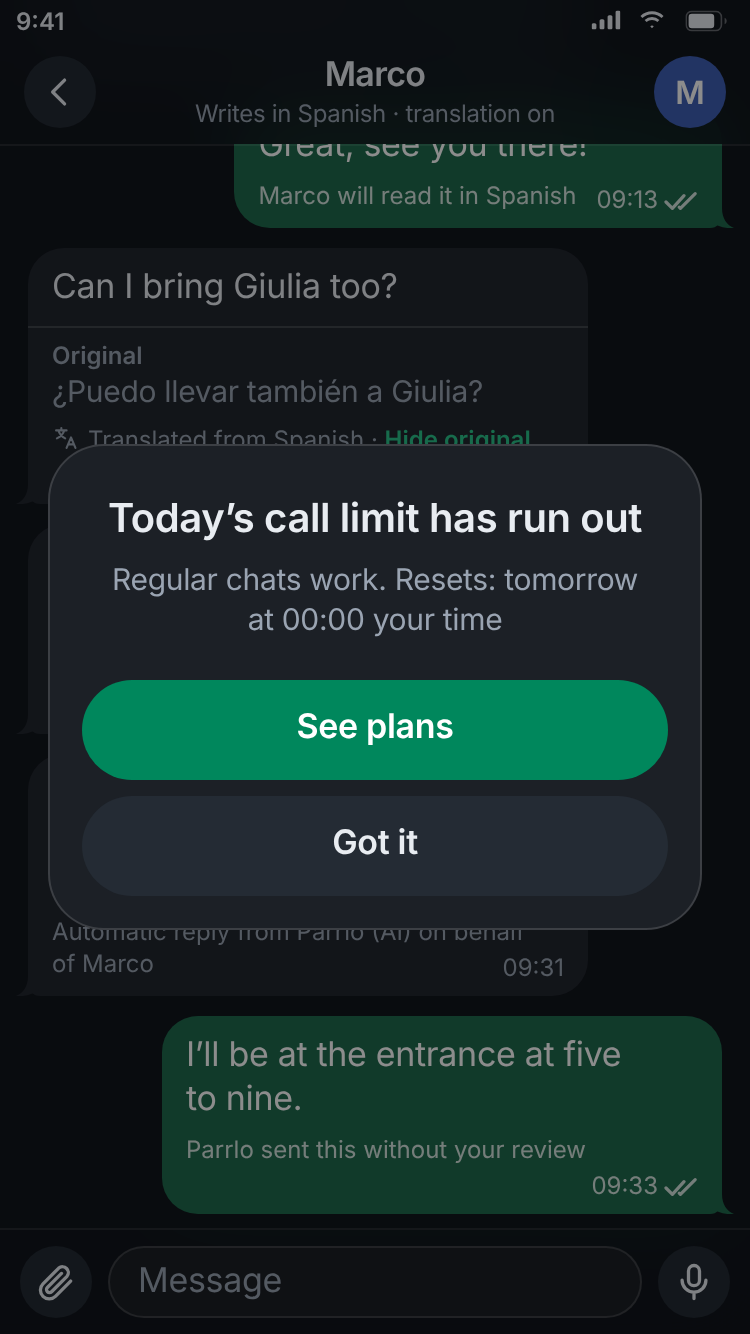 9:41
Marco
Writes in Spanish · translation on
M
Great, see you there!
Marco will read it in Spanish
09:13
Can I bring Giulia too?
Original
¿Puedo llevar también a Giulia?
Translated from Spanish · Hide original
Today’s call limit has run out
Regular chats work. Resets: tomorrow
at 00:00 your time
See plans
Got it
Automatic reply from Parrlo (AI) on behalf
of Marco
09:31
I’ll be at the entrance at five
to nine.
Parrlo sent this without your review
09:33
Message